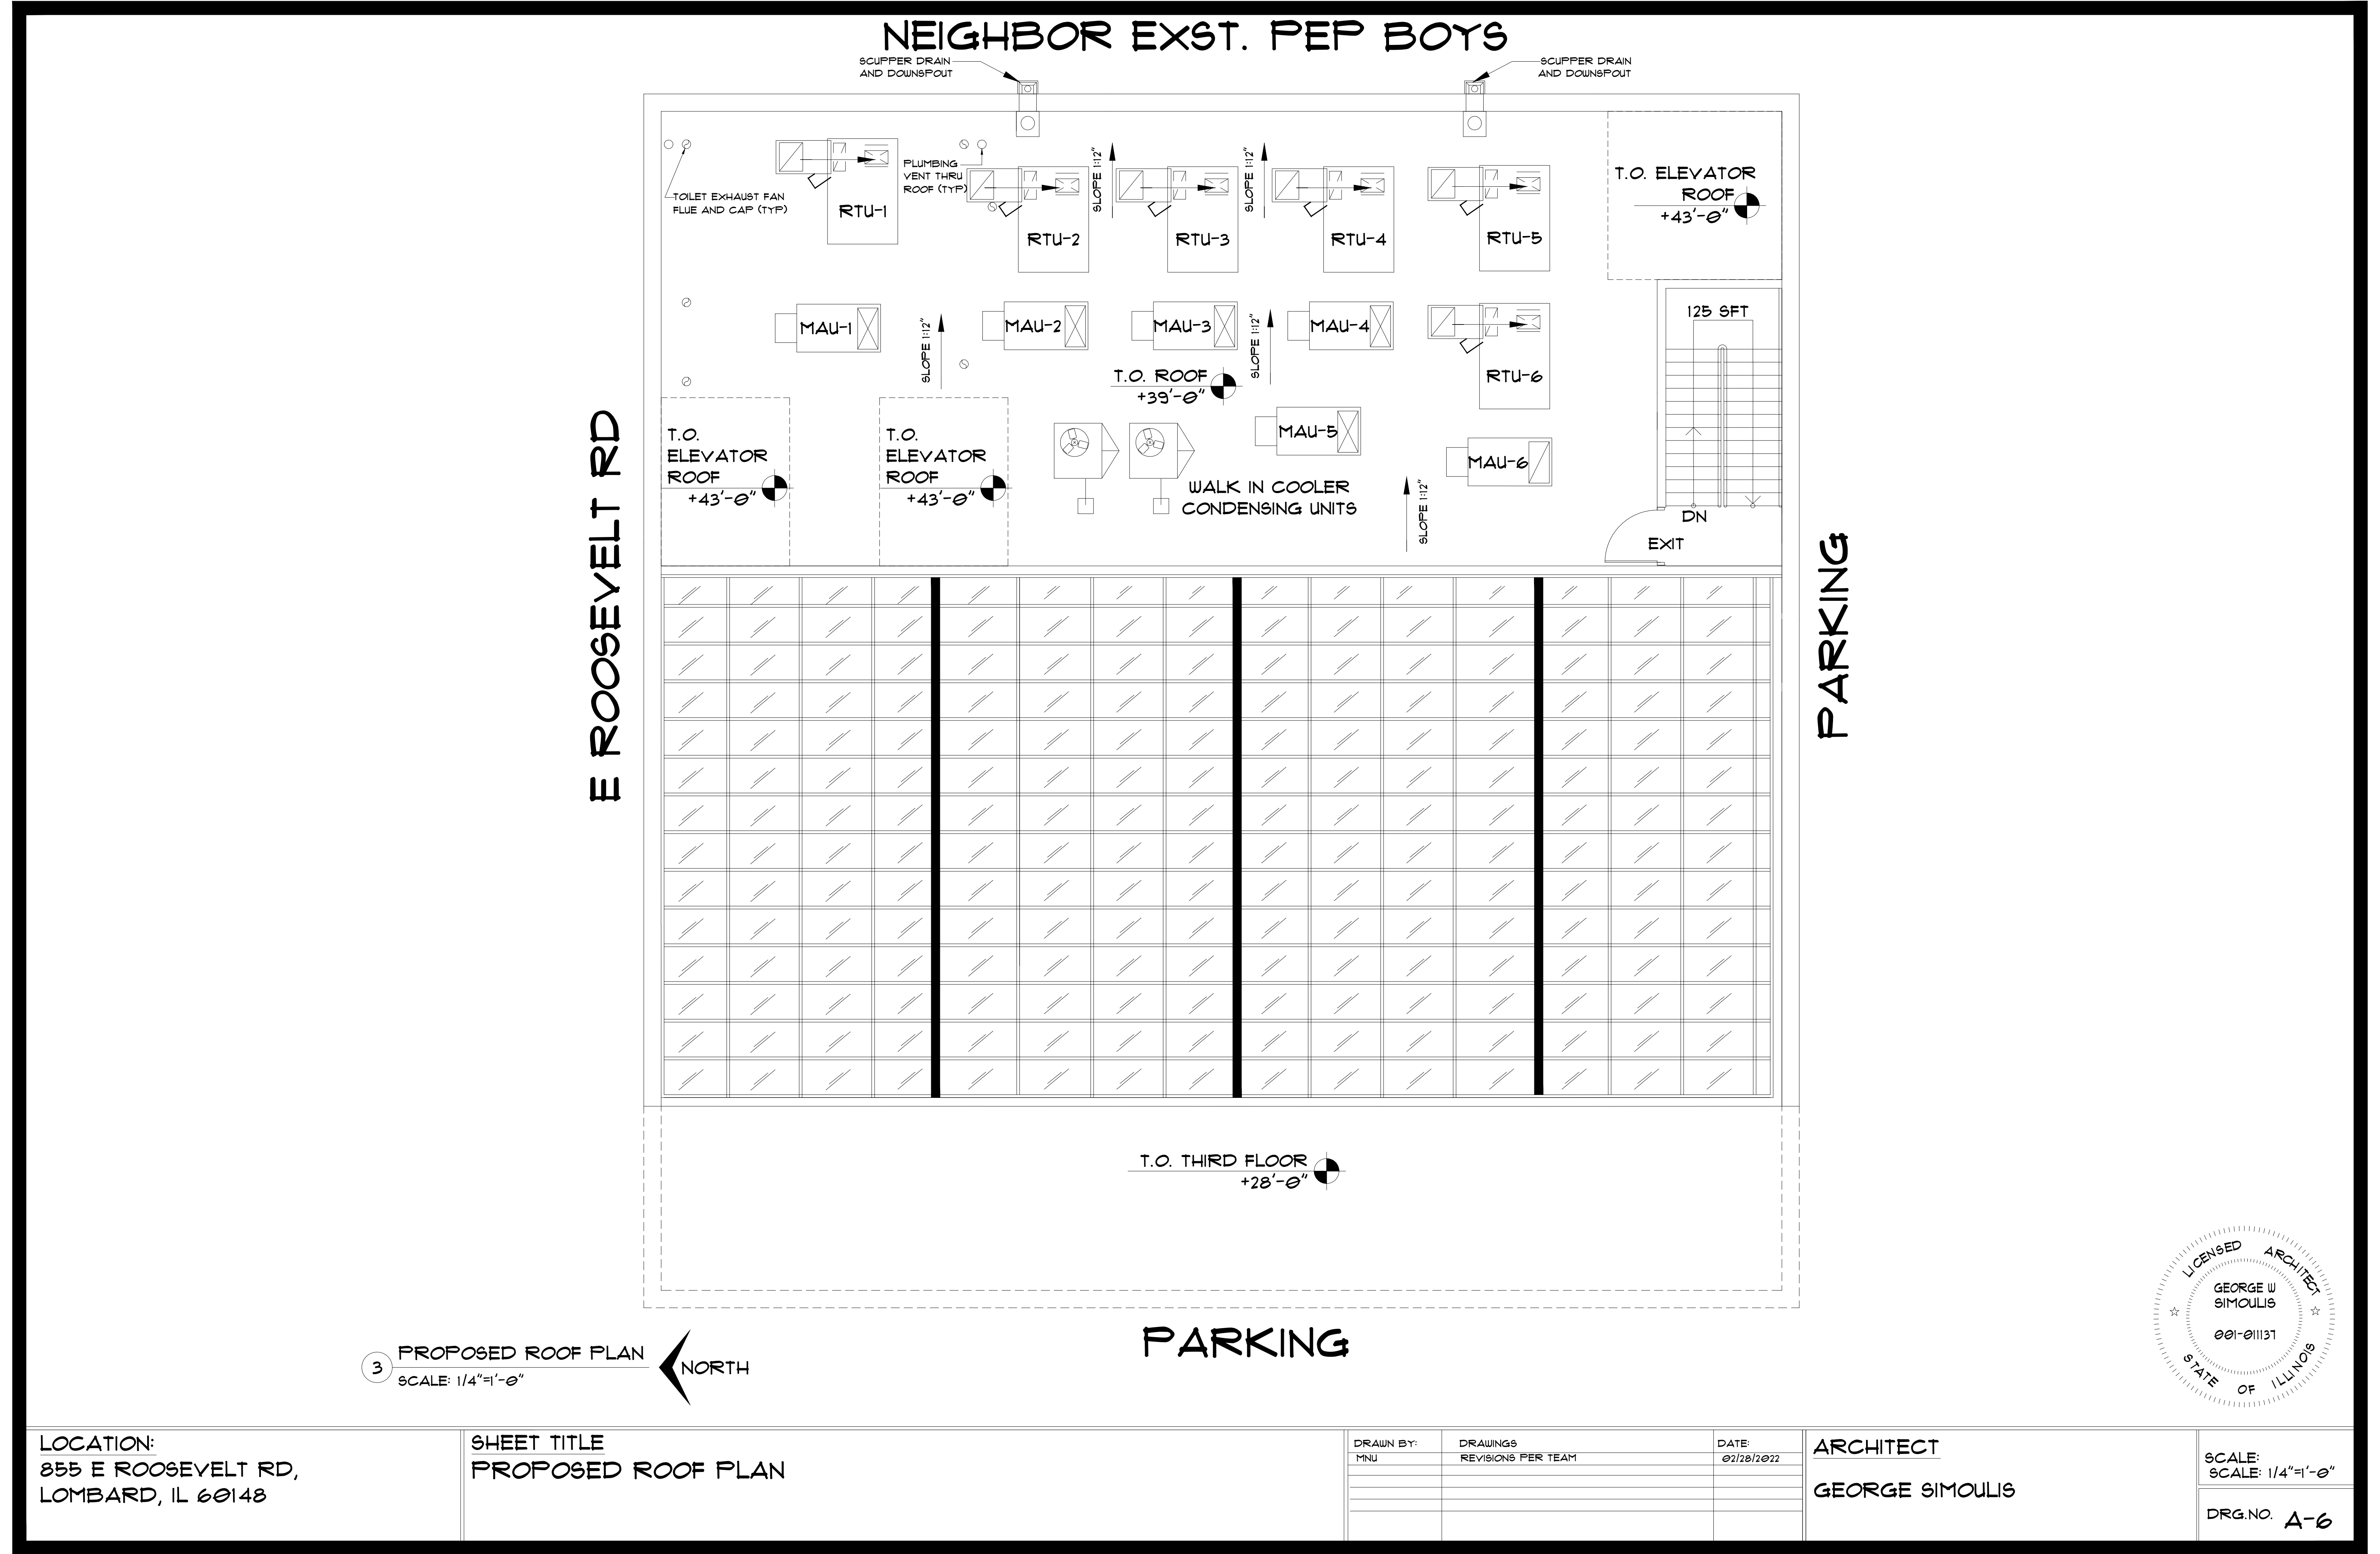 NEIGHBOR EXST. PEP BOYS
SCUPPER DRAIN
AND DOWNSPOUT
SCUPPER DRAIN
AND DOWNSPOUT
TOILET EXHAUST FAN
FLUE AND CAP (TYP)
RTU-1
PLUMBING
VENT THRU
ROOF (TYP)
RTU-2
SLOPE 1:12"
RTU-3
SLOPE 1:12"
RTU-4
RTU-5
T.O. ELEVATOR
ROOF
+43'-0"
125 SFT
MAU-1
SLOPE 1:12"
MAU-2
MAU-3
SLOPE 1:12"
MAU-4
RTU-6
T.O. ROOF
+39'-0"
T.O.
ELEVATOR
ROOF
+43'-0"
T.O.
ELEVATOR
ROOF
+43'-0"
MAU-5
MAU-6
WALK IN COOLER
CONDENSING UNITS
SLOPE 1:12"
DN
EXIT
E ROOSEVELT RD
PARKING
T.O. THIRD FLOOR
+28'-0"
PARKING
3
PROPOSED ROOF PLAN
SCALE: 1/4"=1'-0"
NORTH
LICENSED ARCHITECT
GEORGE W
SIMOULIS
001-011137
STATE OF ILLINOIS
LOCATION:
855 E ROOSEVELT RD,
LOMBARD, IL 60148
SHEET TITLE
PROPOSED ROOF PLAN
DRAWN BY: DRAWINGS DATE:
MNU REVISIONS PER TEAM 02/28/2022
ARCHITECT
GEORGE SIMOULIS
SCALE:
SCALE: 1/4"=1'-0"
DRG.NO. A-6